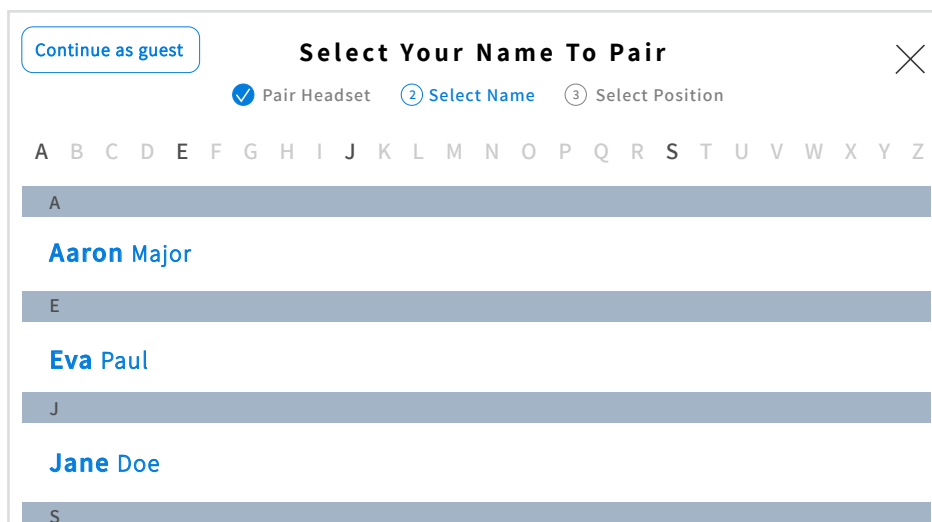 Continue as guest
Select Your Name To Pair
Pair Headset 2 Select Name 3 Select Position
A B C D E F G H I J K L M N O P Q R S T U V W X Y Z
A
Aaron Major
E
Eva Paul
J
Jane Doe
S